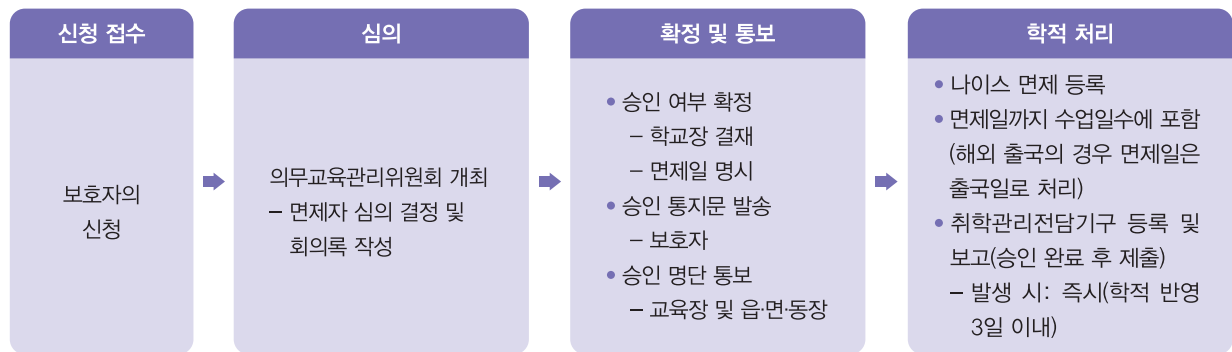 신청 접수
보호자의
신청
심의
의무교육관리위원회 개최
– 면제자 심의 결정 및
회의록 작성
확정 및 통보
• 승인 여부 확정
– 학교장 결재
– 면제일 명시
• 승인 통지문 발송
– 보호자
• 승인 명단 통보
– 교육장 및 읍·면·동장
학적 처리
• 나이스 면제 등록
• 면제일까지 수업일수에 포함
(해외 출국의 경우 면제일은
출국일로 처리)
• 취학관리전담기구 등록 및
보고(승인 완료 후 제출)
– 발생 시: 즉시(학적 반영
3일 이내)